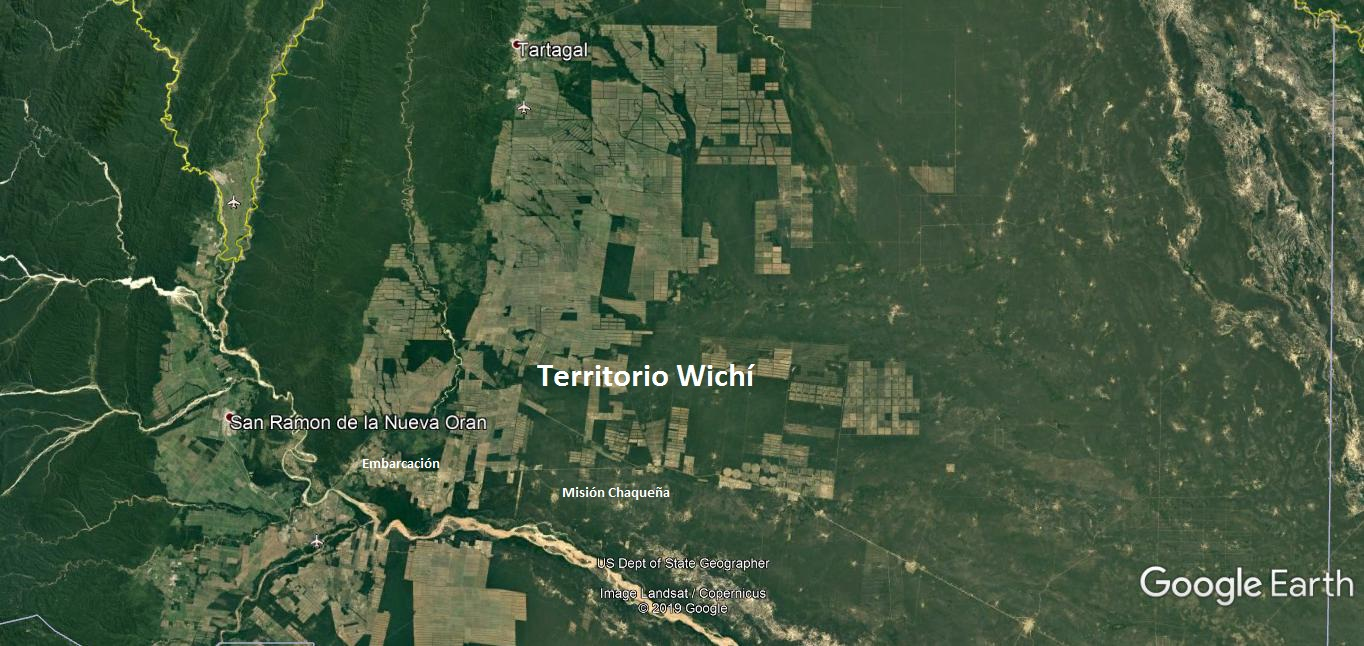 Tartagal
Territorio Wichí
San Ramon de la Nueva Oran
Embarcación
Misión Chaqueña
US Dept of State Geographer
Google Earth
Image Landsat / Copernicus
© 2019 Google